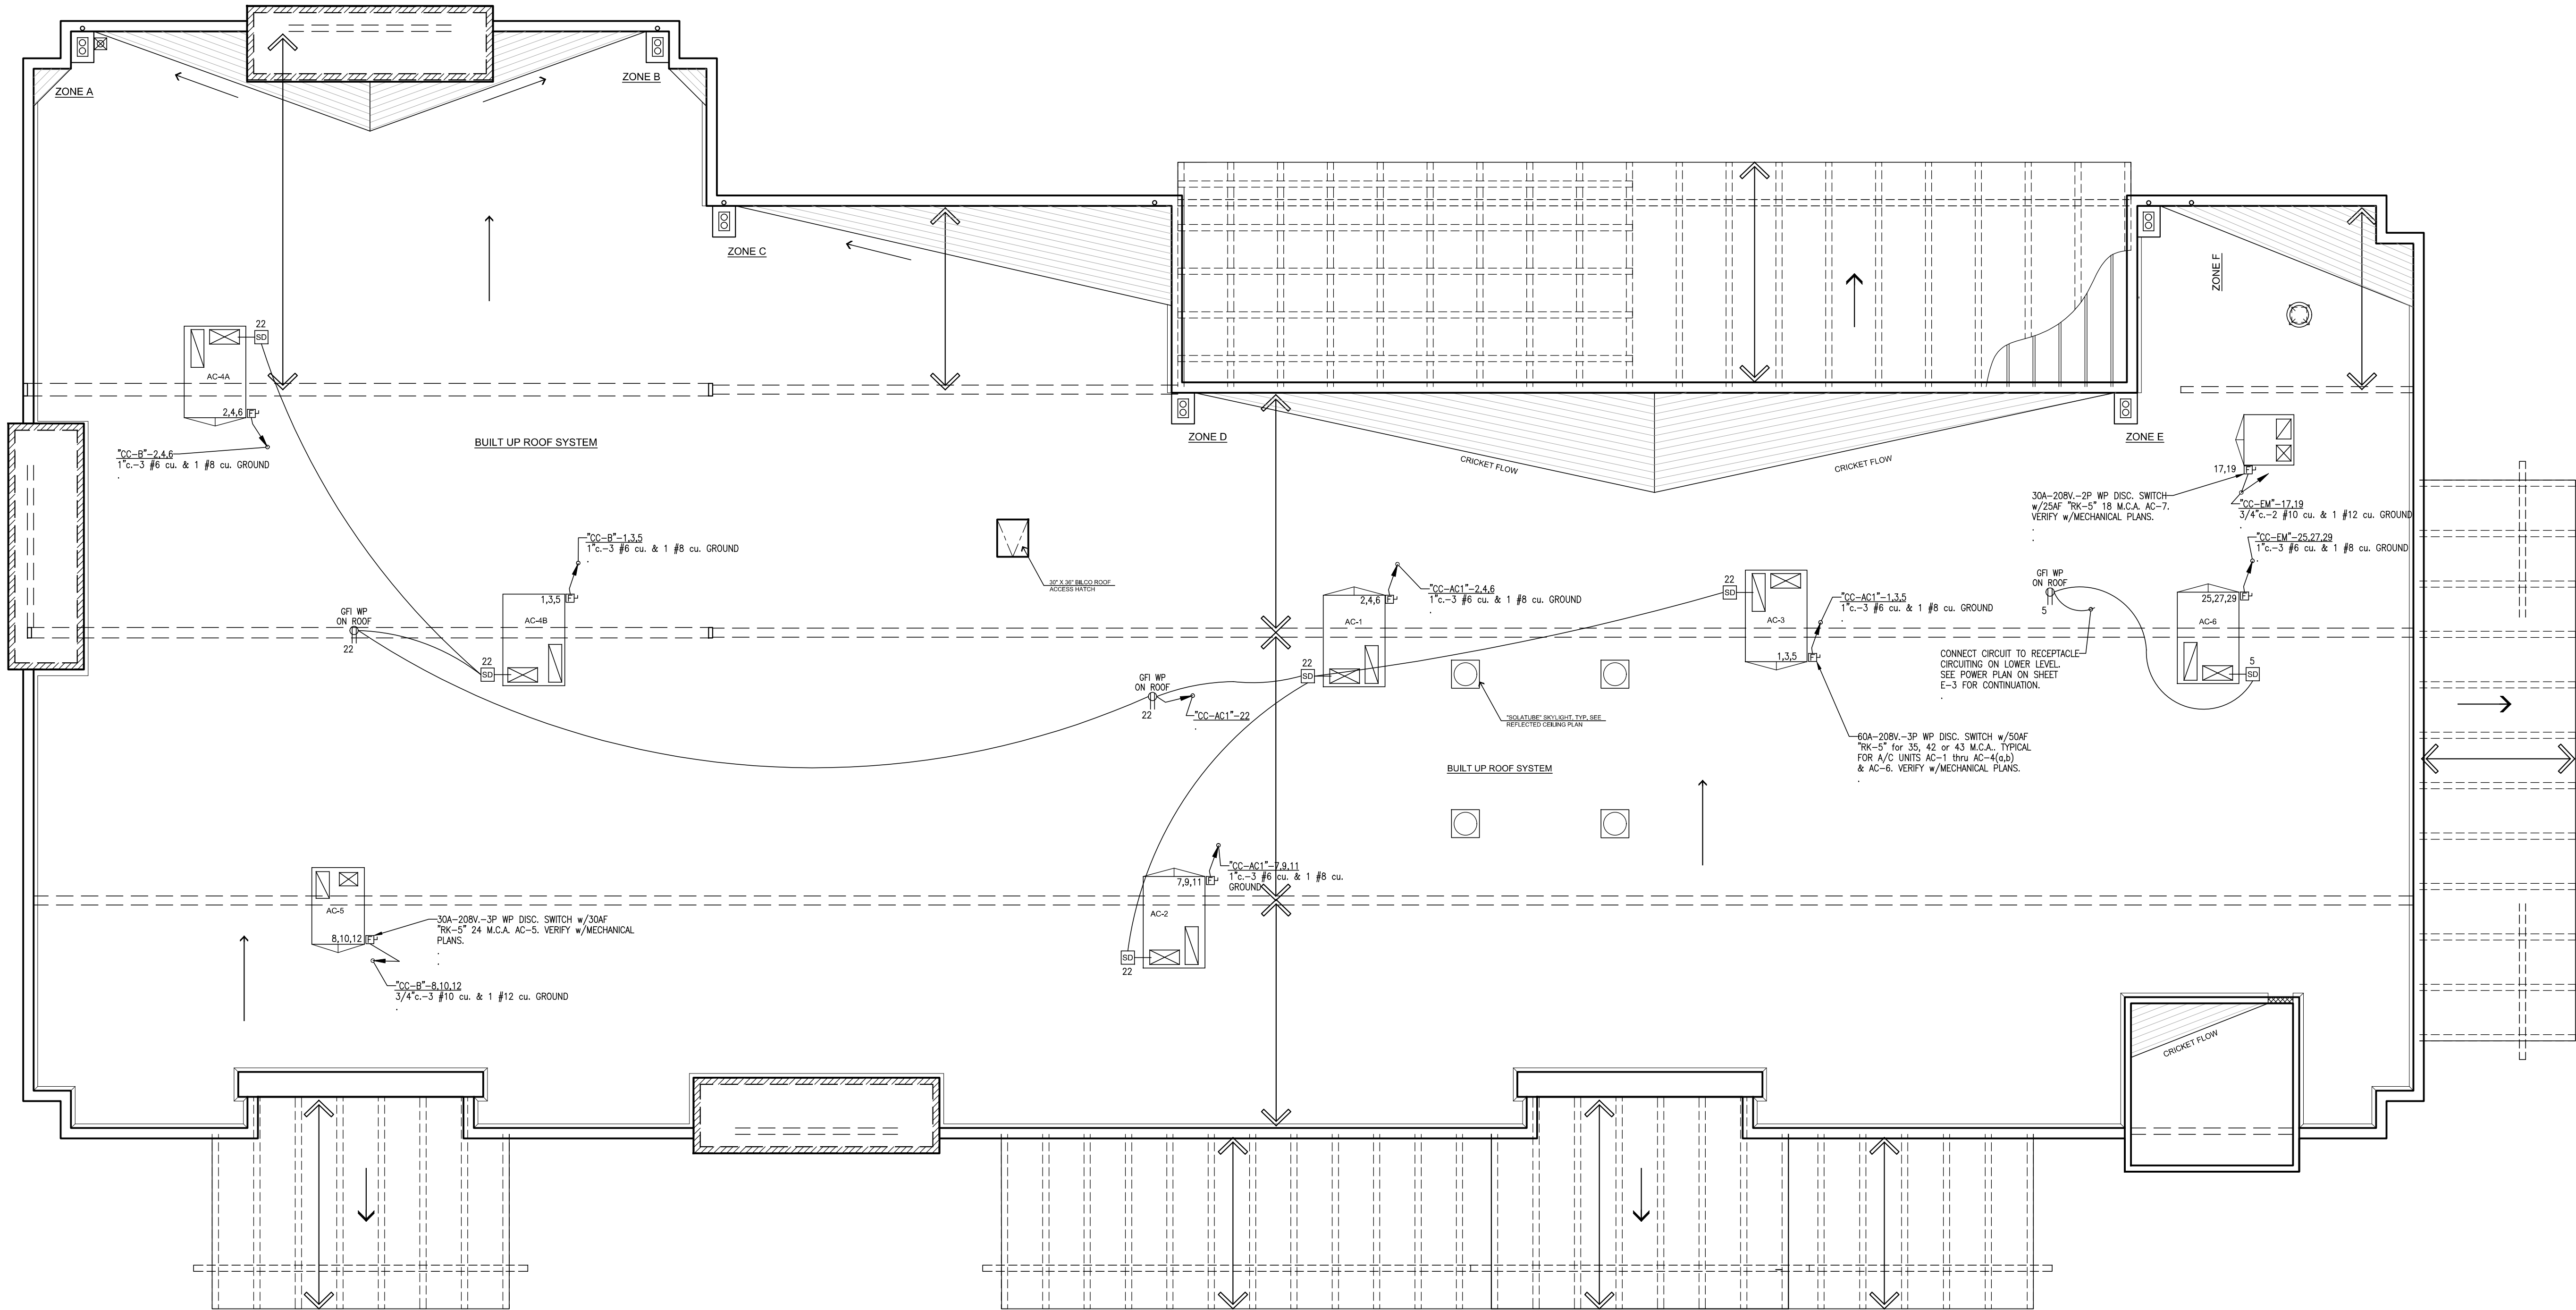 ZONE A
ZONE B
ZONE C
ZONE D
ZONE E
ZONE F
22
SD
AC-4A
2,4,6
F
"CC-B"-2,4,6
1"c.-3 #6 cu. & 1 #8 cu. GROUND
.
BUILT UP ROOF SYSTEM
CRICKET FLOW
CRICKET FLOW
17,19
F
30A-208V.-2P WP DISC. SWITCH
w/25AF "RK-5" 18 M.C.A. AC-7.
VERIFY w/MECHANICAL PLANS.
.
.
"CC-EM"-17,19
3/4"c.-2 #10 cu. & 1 #12 cu. GROUND
.
"CC-EM"-25,27,29
1"c.-3 #6 cu. & 1 #8 cu. GROUND
.
"CC-B"-1,3,5
1"c.-3 #6 cu. & 1 #8 cu. GROUND
.
1,3,5
F
AC-4B
22
SD
GFI WP
ON ROOF
22
30" X 36" BILCO ROOF
ACCESS HATCH
"CC-AC1"-2,4,6
1"c.-3 #6 cu. & 1 #8 cu. GROUND
.
2,4,6
F
AC-1
22
SD
GFI WP
ON ROOF
22
"CC-AC1"-22
.
22
SD
AC-3
1,3,5
F
"CC-AC1"-1,3,5
1"c.-3 #6 cu. & 1 #8 cu. GROUND
.
GFI WP
ON ROOF
5
25,27,29
F
AC-6
5
SD
CONNECT CIRCUIT TO RECEPTACLE
CIRCUITING ON LOWER LEVEL.
SEE POWER PLAN ON SHEET
E-3 FOR CONTINUATION.
.
"SOLATUBE" SKYLIGHT, TYP, SEE
REFLECTED CEILING PLAN
60A-208V.-3P WP DISC. SWITCH w/50AF
"RK-5" for 35, 42 or 43 M.C.A.. TYPICAL
FOR A/C UNITS AC-1 thru AC-4(a,b)
& AC-6. VERIFY w/MECHANICAL PLANS.
.
BUILT UP ROOF SYSTEM
"CC-AC1"-7,9,11
1"c.-3 #6 cu. & 1 #8 cu.
GROUND
7,9,11
F
AC-2
SD
22
AC-5
8,10,12
F
30A-208V.-3P WP DISC. SWITCH w/30AF
"RK-5" 24 M.C.A. AC-5. VERIFY w/MECHANICAL
PLANS.
.
.
"CC-B"-8,10,12
3/4"c.-3 #10 cu. & 1 #12 cu. GROUND
.
CRICKET FLOW